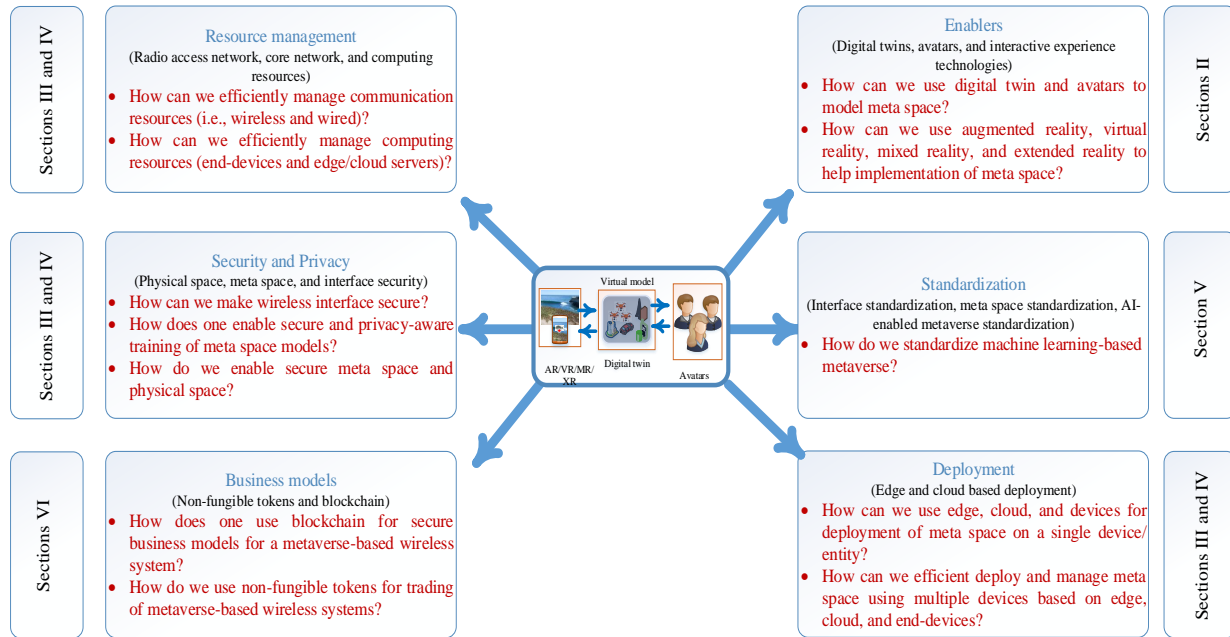 Sections III and IV
Resource management
(Radio access network, core network, and computing
resources)
• How can we efficiently manage communication
resources (i.e., wireless and wired)?
• How can we efficiently manage computing
resources (end-devices and edge/cloud servers)?
Enablers
(Digital twins, avatars, and interactive experience
technologies)
• How can we use digital twin and avatars to
model meta space?
• How can we use augmented reality, virtual
reality, mixed reality, and extended reality to
help implementation of meta space?
Sections II
Sections III and IV
Security and Privacy
(Physical space, meta space, and interface security)
• How can we make wireless interface secure?
• How does one enable secure and privacy-aware
training of meta space models?
• How do we enable secure meta space and
physical space?
Virtual model
AR/VR/MR/
XR
Digital twin
Avatars
Standardization
(Interface standardization, meta space standardization, AI-
enabled metaverse standardization)
• How do we standardize machine learning-based
metaverse?
Section V
Sections VI
Business models
(Non-fungible tokens and blockchain)
• How does one use blockchain for secure
business models for a metaverse-based wireless
system?
• How do we use non-fungible tokens for trading
of metaverse-based wireless systems?
Deployment
(Edge and cloud based deployment)
• How can we use edge, cloud, and devices for
deployment of meta space on a single device/
entity?
• How can we efficient deploy and manage meta
space using multiple devices based on edge,
cloud, and end-devices?
Sections III and IV